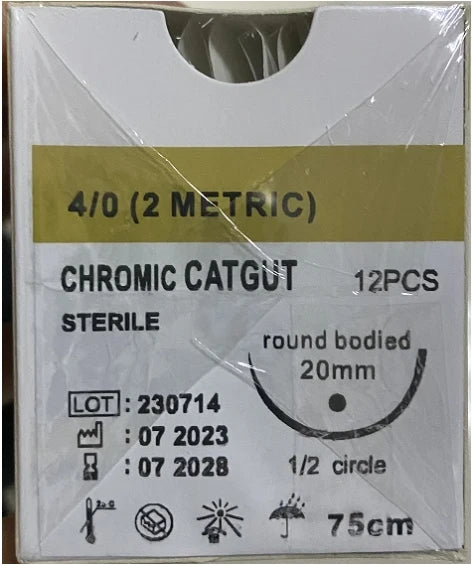 4/0 (2 METRIC)
CHROMIC CATGUT 12PCS
STERILE
round bodied
20mm
LOT : 230714
: 07 2023
: 07 2028
1/2 circle
75cm